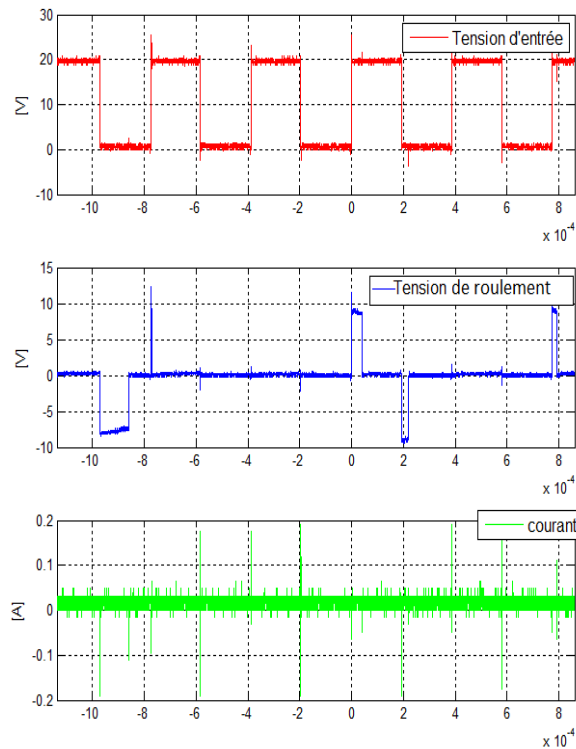 30
20
10
0
-10
[V]
Tension d'entrée
-10 -8 -6 -4 -2 0 2 4 6 8
x 10-4
15
10
5
0
-5
-10
[V]
Tension de roulement
-10 -8 -6 -4 -2 0 2 4 6 8
x 10-4
0.2
0.1
0
-0.1
-0.2
[A]
courant
-10 -8 -6 -4 -2 0 2 4 6 8
x 10-4